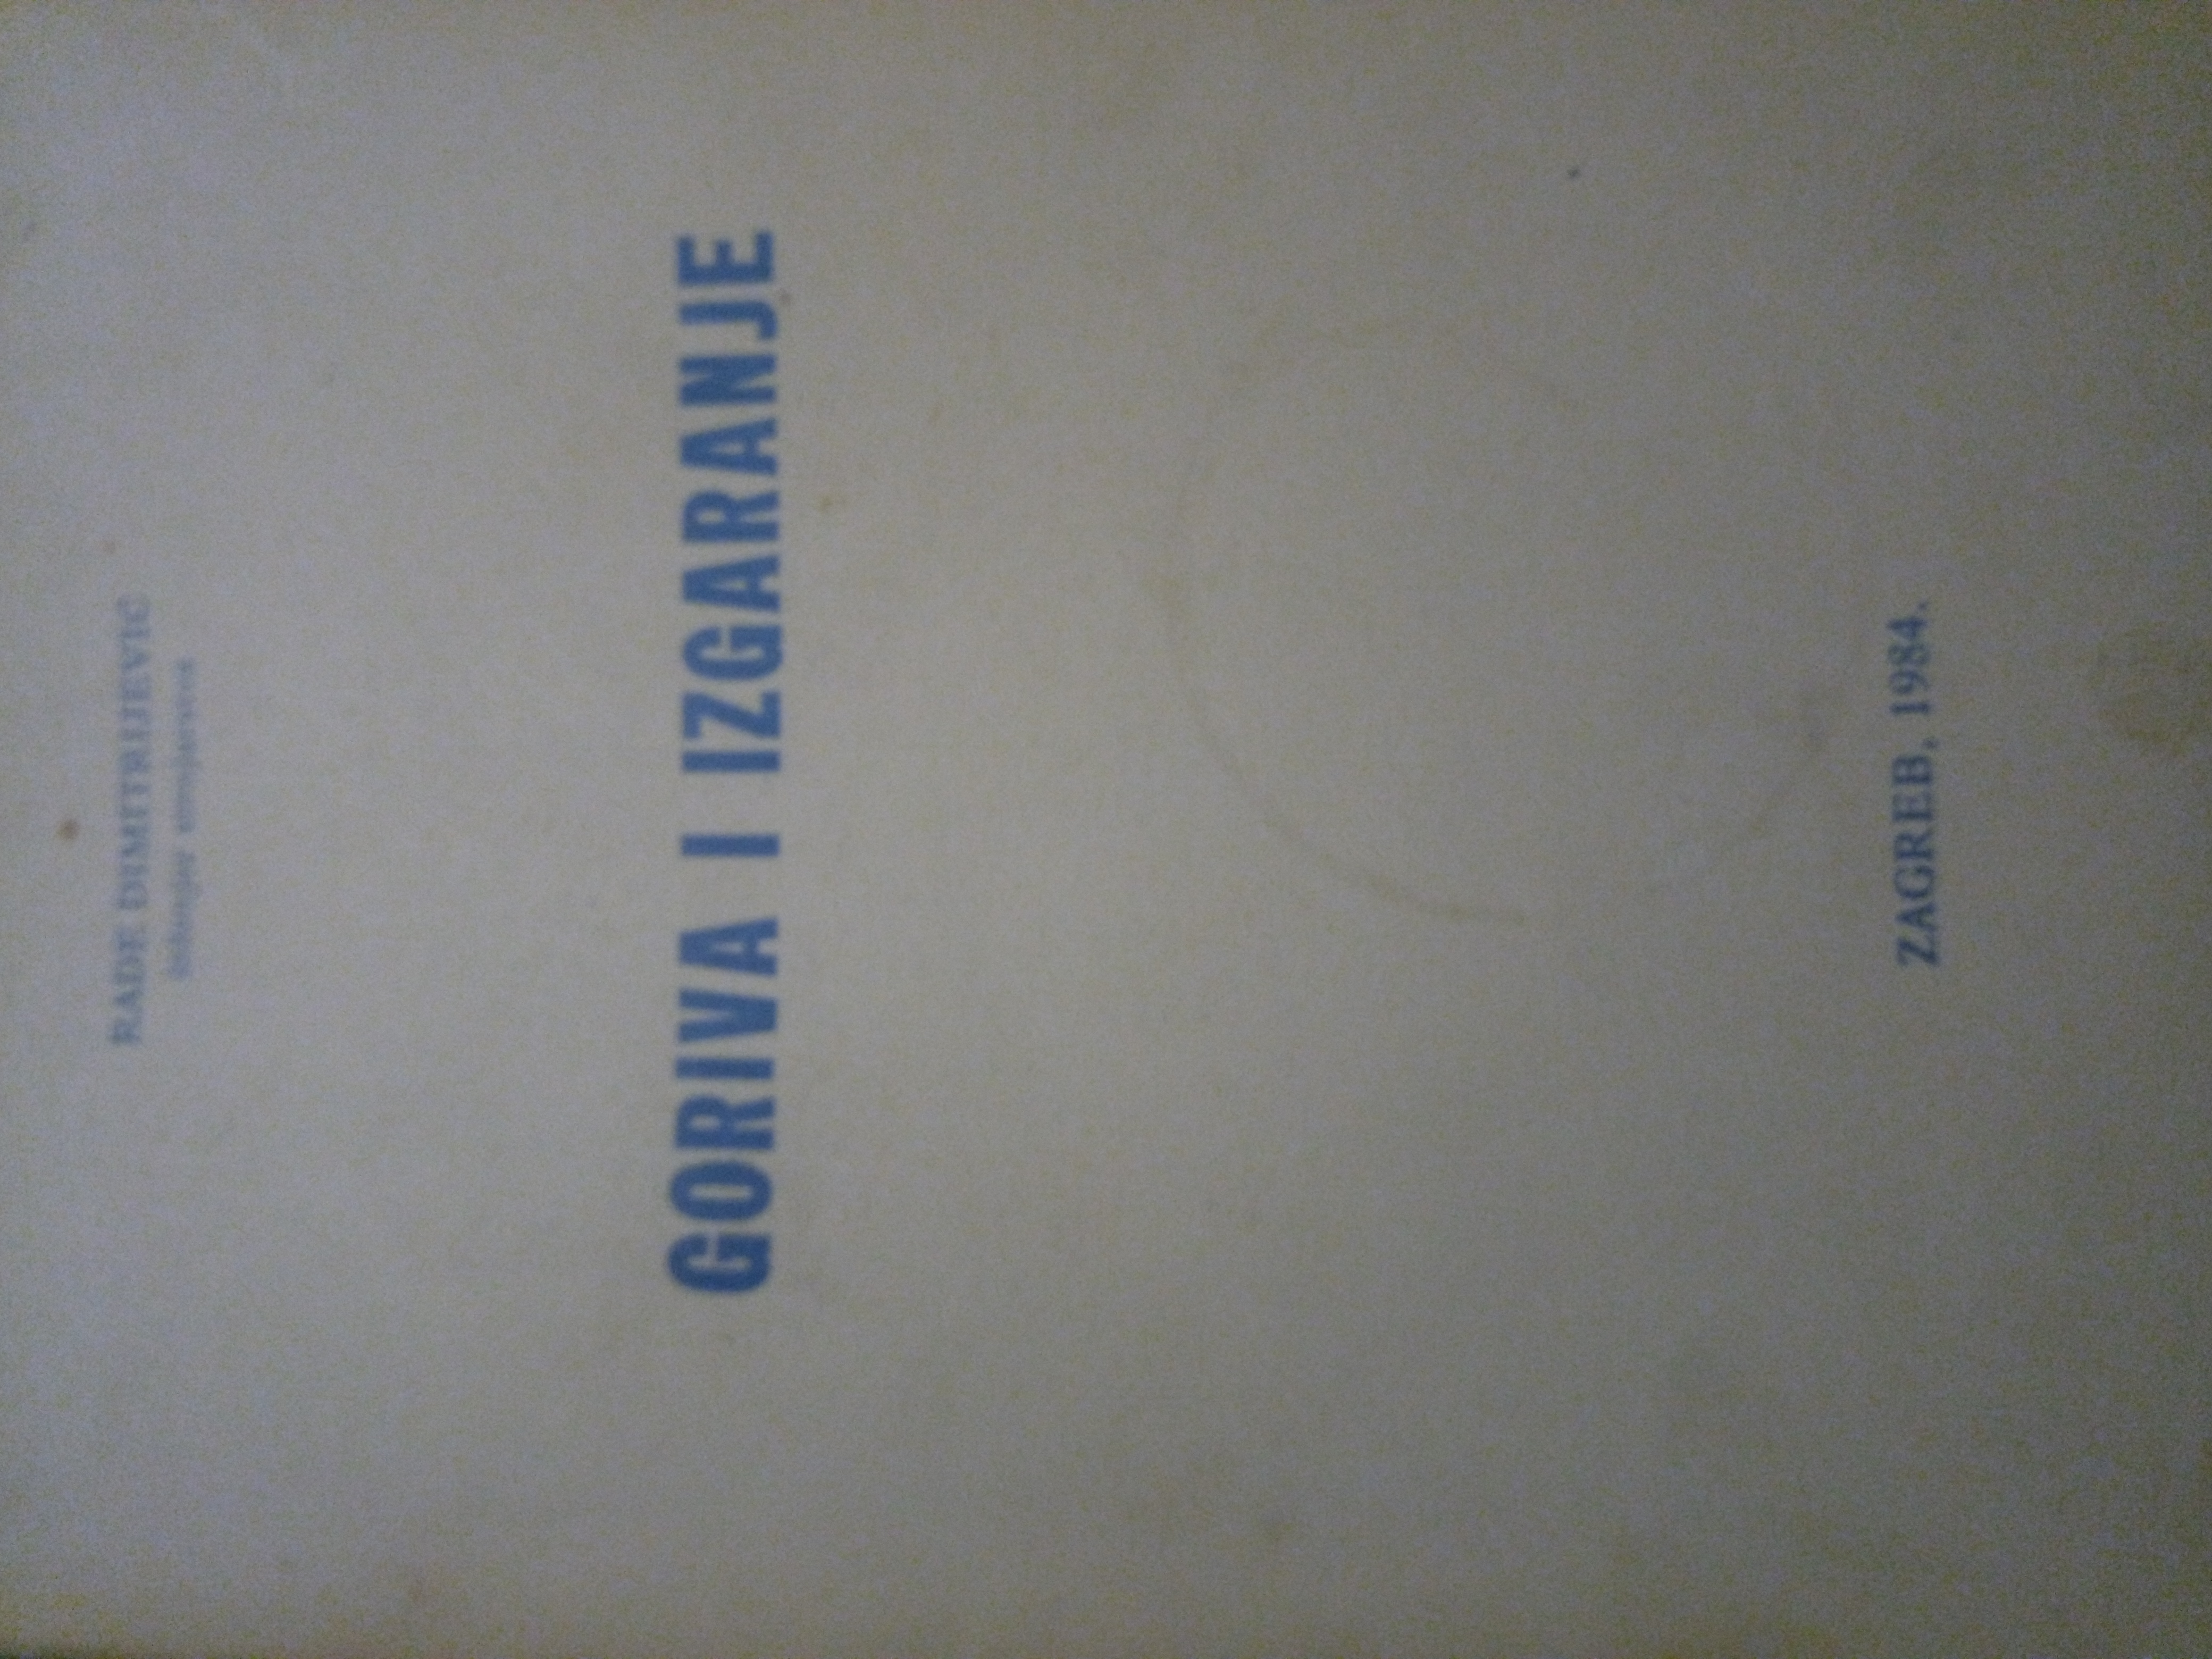 RADE DIMITRIJEVIĆ
GORIVA I IZGARANJE
ZAGREB, 1984.